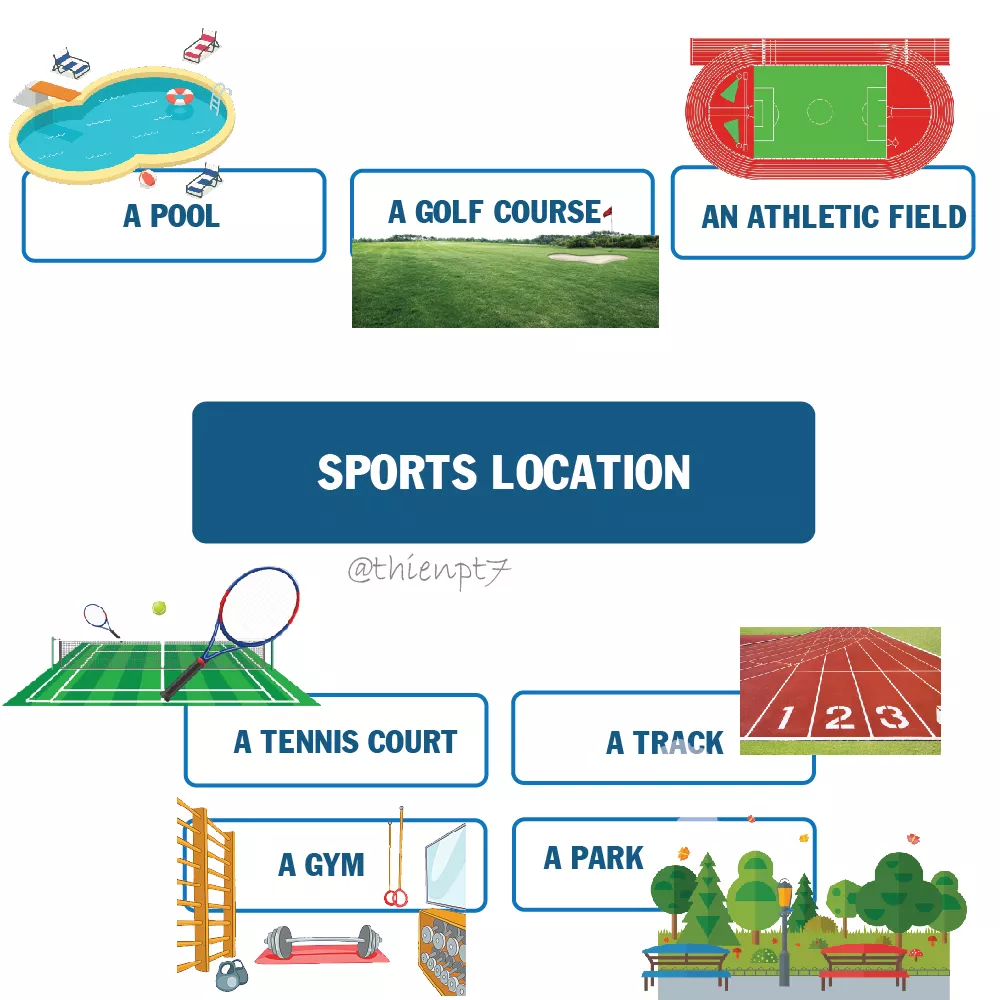 A POOL
A GOLF COURSE
AN ATHLETIC FIELD
SPORTS LOCATION
@thienpt7
A TENNIS COURT
A TRACK
1 2 3
A GYM
A PARK